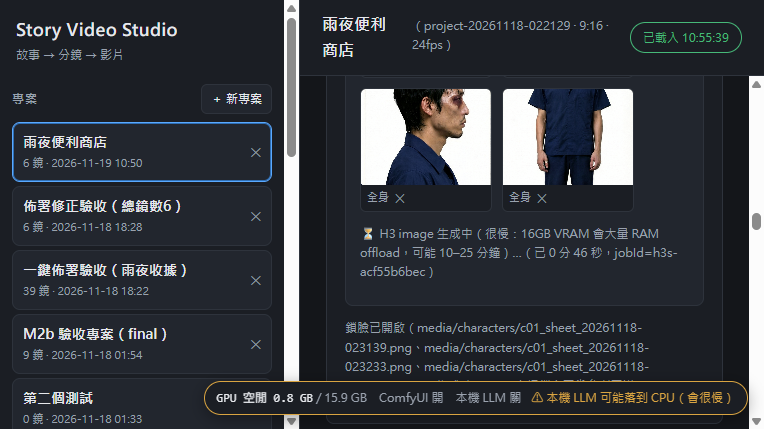 Story Video Studio
故事 → 分鏡 → 影片
專案
+ 新專案
雨夜便利商店
6 鏡 · 2026-11-19 10:50
佈署修正驗收（總鏡數6）
6 鏡 · 2026-11-18 18:28
一鍵佈署驗收（雨夜收據）
39 鏡 · 2026-11-18 18:22
M2b 驗收專案（final）
9 鏡 · 2026-11-18 01:54
第二個測試
0 鏡 · 2026-11-18 01:33
雨夜便利
商店
（project-20261118-022129 · 9:16 ·
24fps）
已載入 10:55:39
全身
全身
⏳ H3 image 生成中（很慢：16GB VRAM 會大量 RAM
offload，可能 10–25 分鐘）…（已 0 分 46 秒，jobId=h3s-
acf55b6bec）
鎖臉已開啟（media/characters/c01_sheet_20261118-
023139.png、media/characters/c01_sheet_20261118-
023233.png、media/characters/c01_sheet_20261118-
GPU 空閒 0.8 GB / 15.9 GB ComfyUI 開 本機 LLM 關 ⚠ 本機 LLM 可能落到 CPU（會很慢）